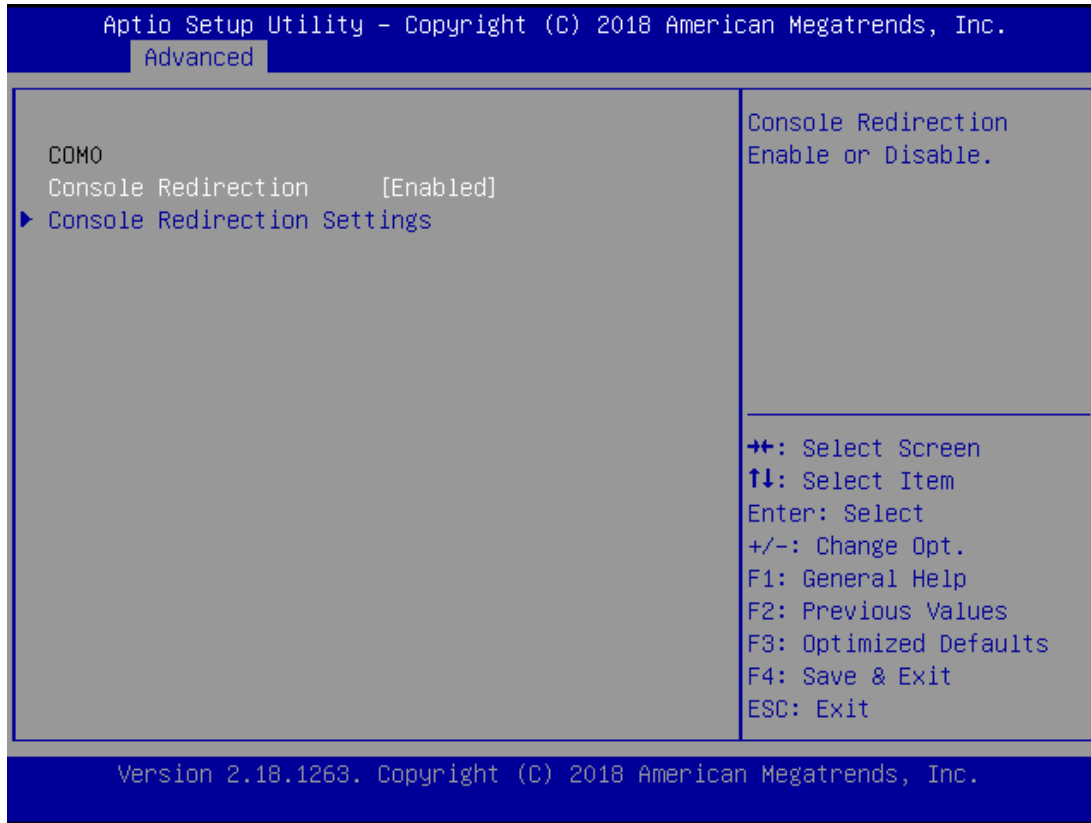 Aptio Setup Utility – Copyright (C) 2018 American Megatrends, Inc.
Advanced
COM0
Console Redirection [Enabled]
Console Redirection Settings
Console Redirection
Enable or Disable.
→←: Select Screen
↑↓: Select Item
Enter: Select
+/-: Change Opt.
F1: General Help
F2: Previous Values
F3: Optimized Defaults
F4: Save & Exit
ESC: Exit
Version 2.18.1263. Copyright (C) 2018 American Megatrends, Inc.